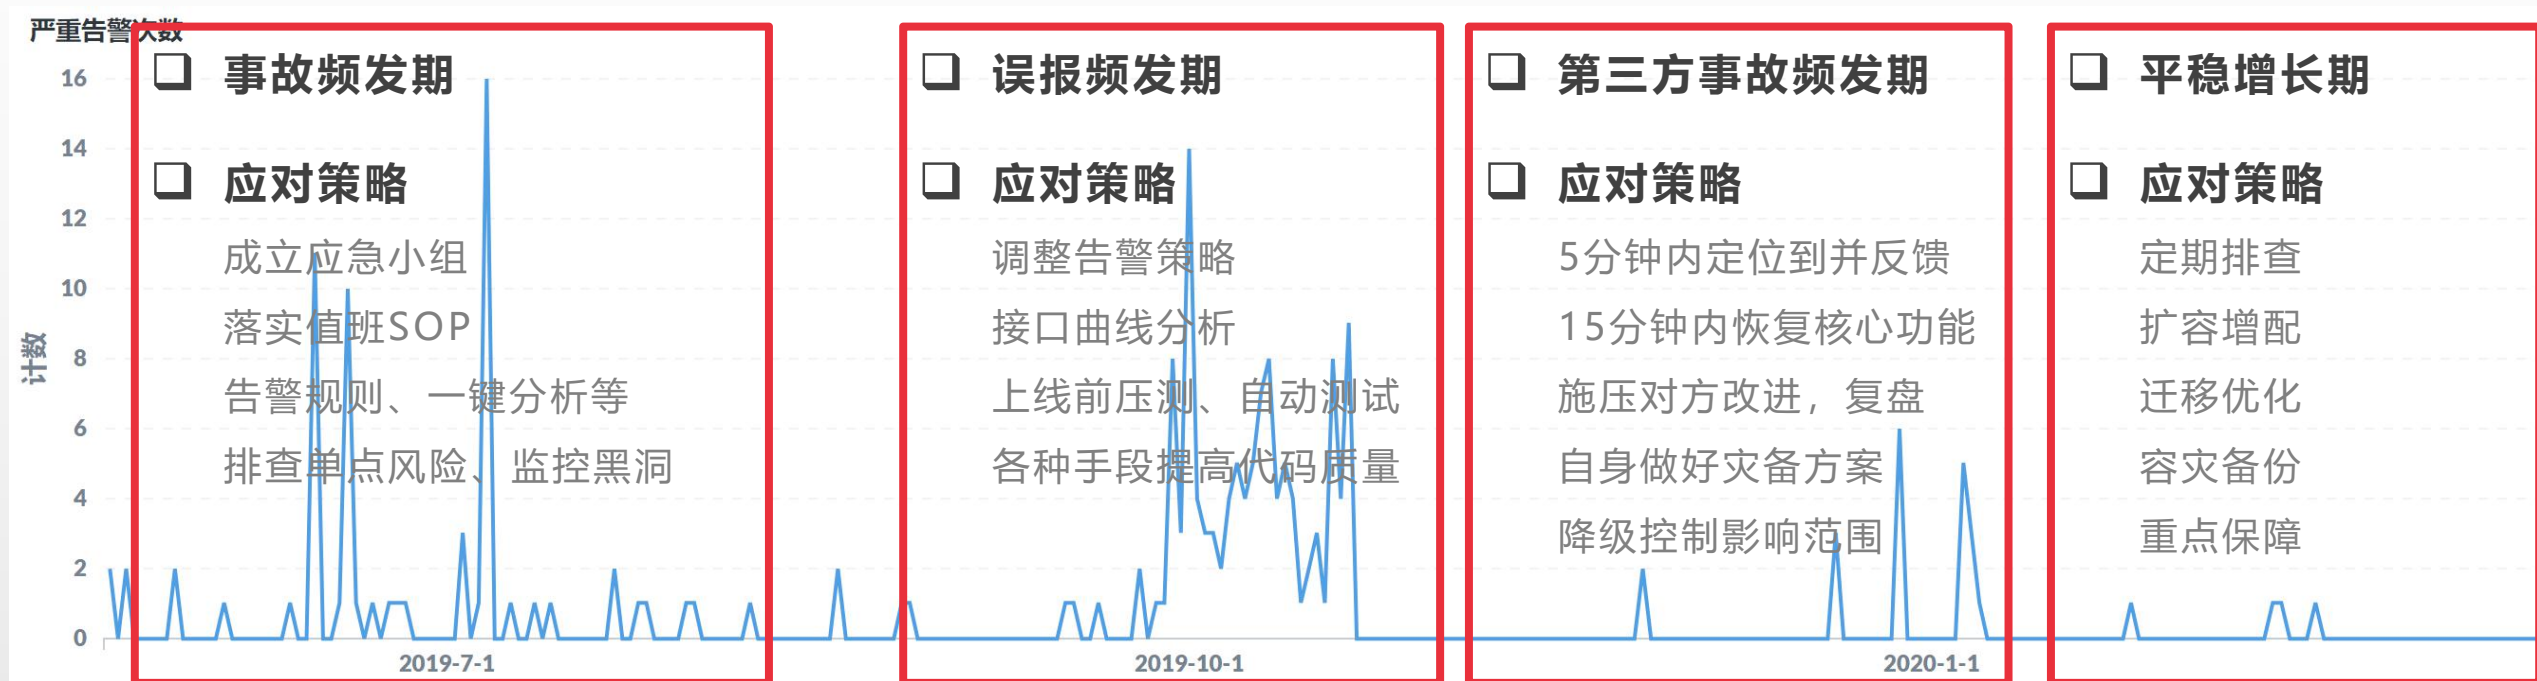 严重告警次数
计数
16
14
12
10
8
6
4
2
0
事故频发期
应对策略
成立应急小组
落实值班SOP
告警规则、一键分析等
排查单点风险、监控黑洞
误报频发期
应对策略
调整告警策略
接口曲线分析
上线前压测、自动测试
各种手段提高代码质量
第三方事故频发期
应对策略
5分钟内定位到并反馈
15分钟内恢复核心功能
施压对方改进，复盘
自身做好灾备方案
降级控制影响范围
平稳增长期
应对策略
定期排查
扩容增配
迁移优化
容灾备份
重点保障
2019-7-1
2019-10-1
2020-1-1